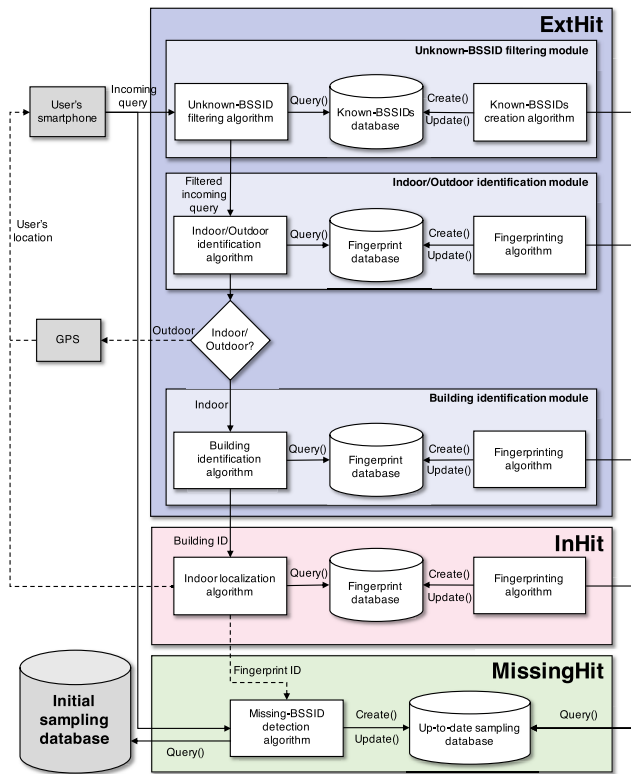 ExtHit
Unknown-BSSID filtering module
User's
smartphone
Incoming
query
Unknown-BSSID
filtering algorithm
Query()
Known-BSSIDs
database
Create()
Update()
Known-BSSIDs
creation algorithm
Indoor/Outdoor identification module
Filtered
incoming
query
User's
location
Indoor/Outdoor
identification
algorithm
Query()
Fingerprint
database
Create()
Update()
Fingerprinting
algorithm
GPS
Outdoor
Indoor/
Outdoor?
Indoor
Building identification module
Building
identification
algorithm
Query()
Fingerprint
database
Create()
Update()
Fingerprinting
algorithm
InHit
Building ID
Indoor localization
algorithm
Query()
Fingerprint
database
Create()
Update()
Fingerprinting
algorithm
MissingHit
Fingerprint ID
Initial
sampling
database
Query()
Missing-BSSID
detection
algorithm
Create()
Update()
Up-to-date sampling
database
Query()